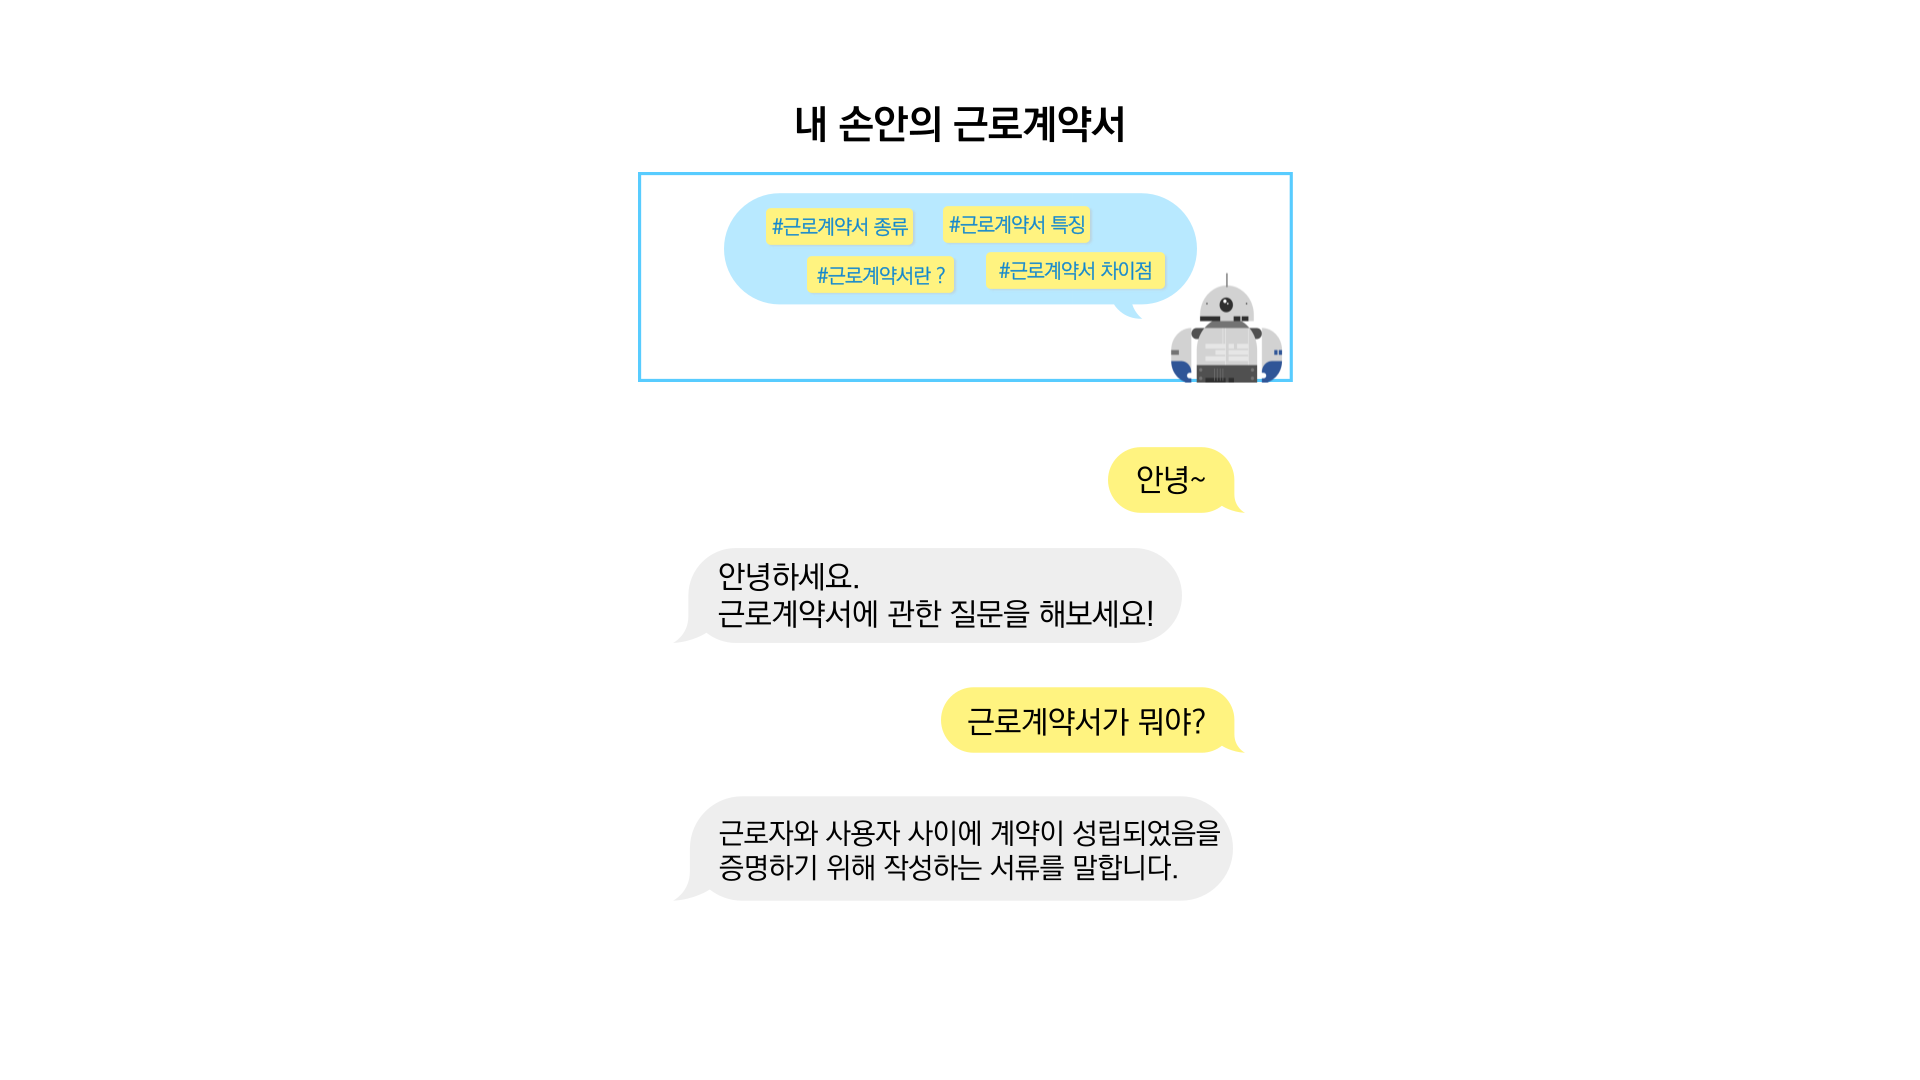 내 손안의 근로계약서
#근로계약서 종류
#근로계약서 특징
#근로계약서란 ?
#근로계약서 차이점
안녕~
안녕하세요.
근로계약서에 관한 질문을 해보세요!
근로계약서가 뭐야?
근로자와 사용자 사이에 계약이 성립되었음을
증명하기 위해 작성하는 서류를 말합니다.